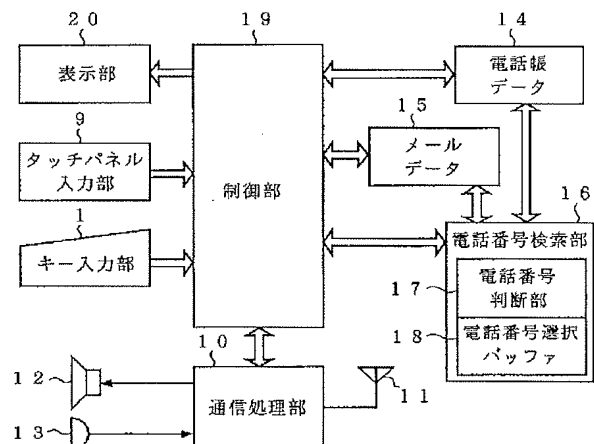 ２０
表示部
９
タッチパネル
入力部
１
キー入力部
１９
制御部
１４
電話帳
データ
１５
メール
データ
１６
電話番号検索部
１７
電話番号
判断部
１８
電話番号選択
バッファ
１０
通信処理部
１１
１２
１３